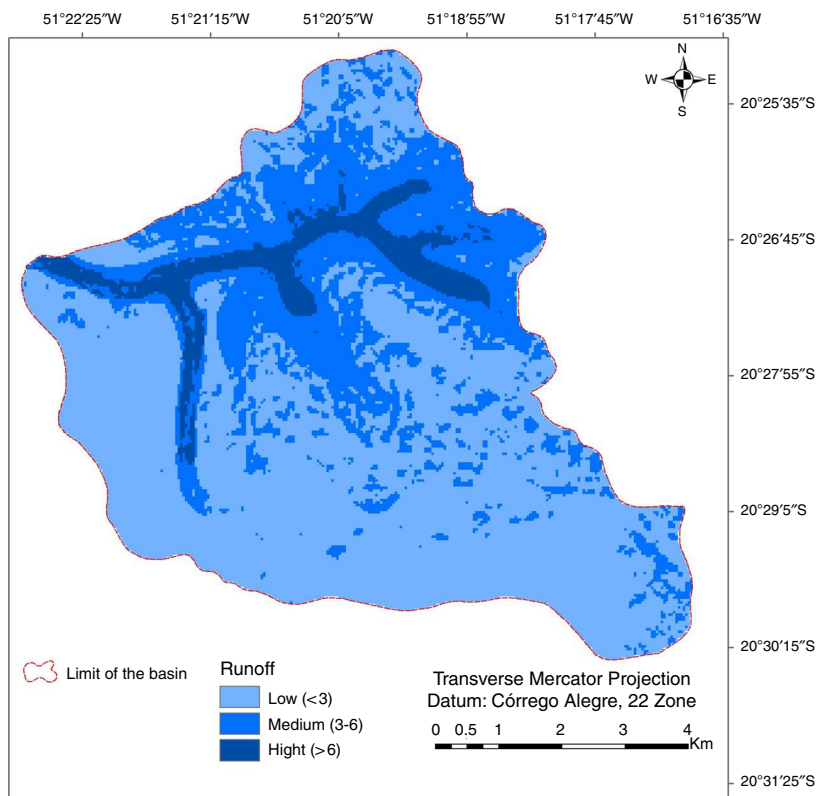 51°22′25″W 51°21′15″W 51°20′5″W 51°18′55″W 51°17′45″W 51°16′35″W
N
W E
S
20°25′35″S
20°26′45″S
20°27′55″S
20°29′5″S
20°30′15″S
20°31′25″S
Limit of the basin
Runoff
Low (<3)
Medium (3-6)
Hight (>6)
Transverse Mercator Projection
Datum: Córrego Alegre, 22 Zone
0 0.5 1 2 3 4
Km